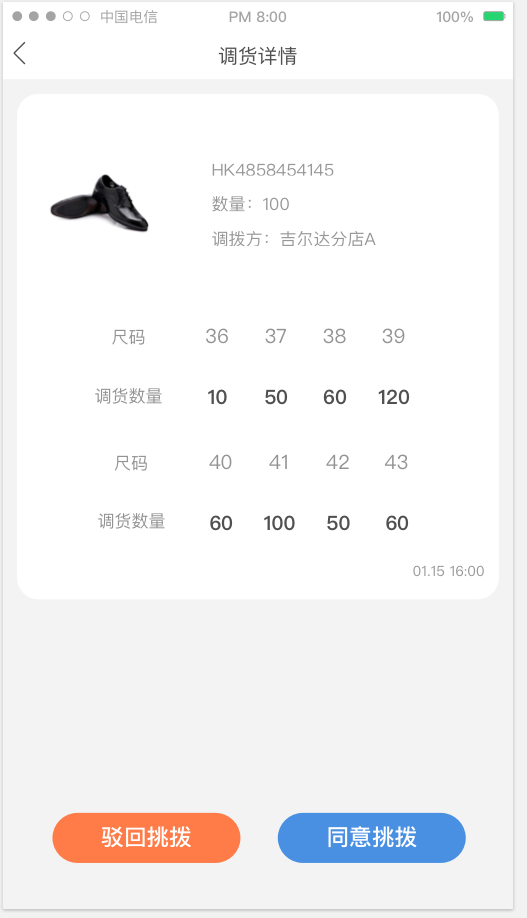 中国电信 PM 8:00 100%
调货详情
HK4858454145
数量：100
调拨方：吉尔达分店A
尺码 36 37 38 39
调货数量 10 50 60 120
尺码 40 41 42 43
调货数量 60 100 50 60
01.15 16:00
驳回挑拨 同意挑拨